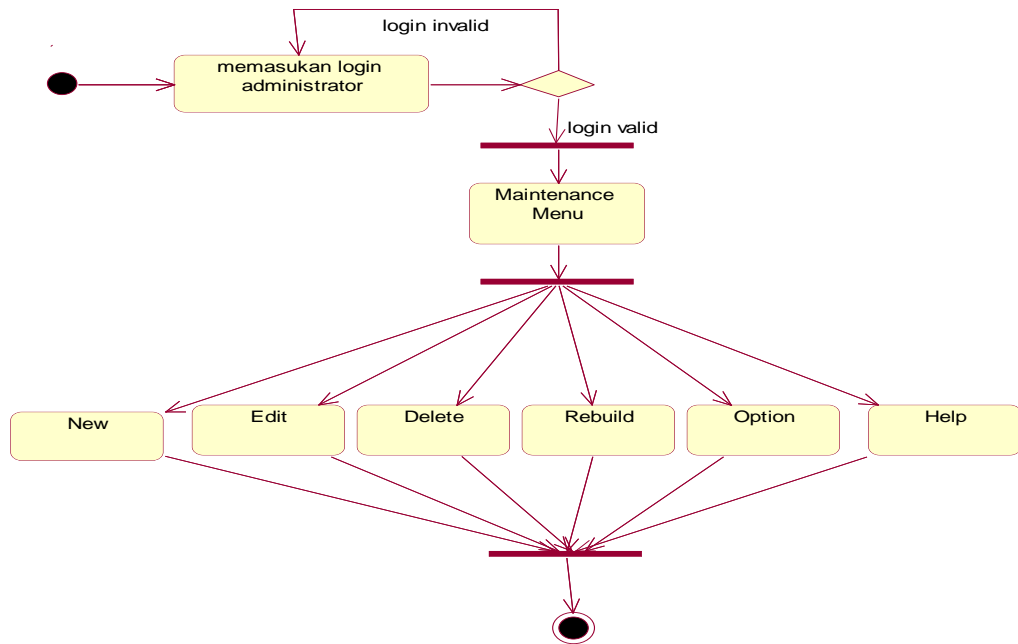 login invalid
memasukan login
administrator
login valid
Maintenance
Menu
New
Edit
Delete
Rebuild
Option
Help